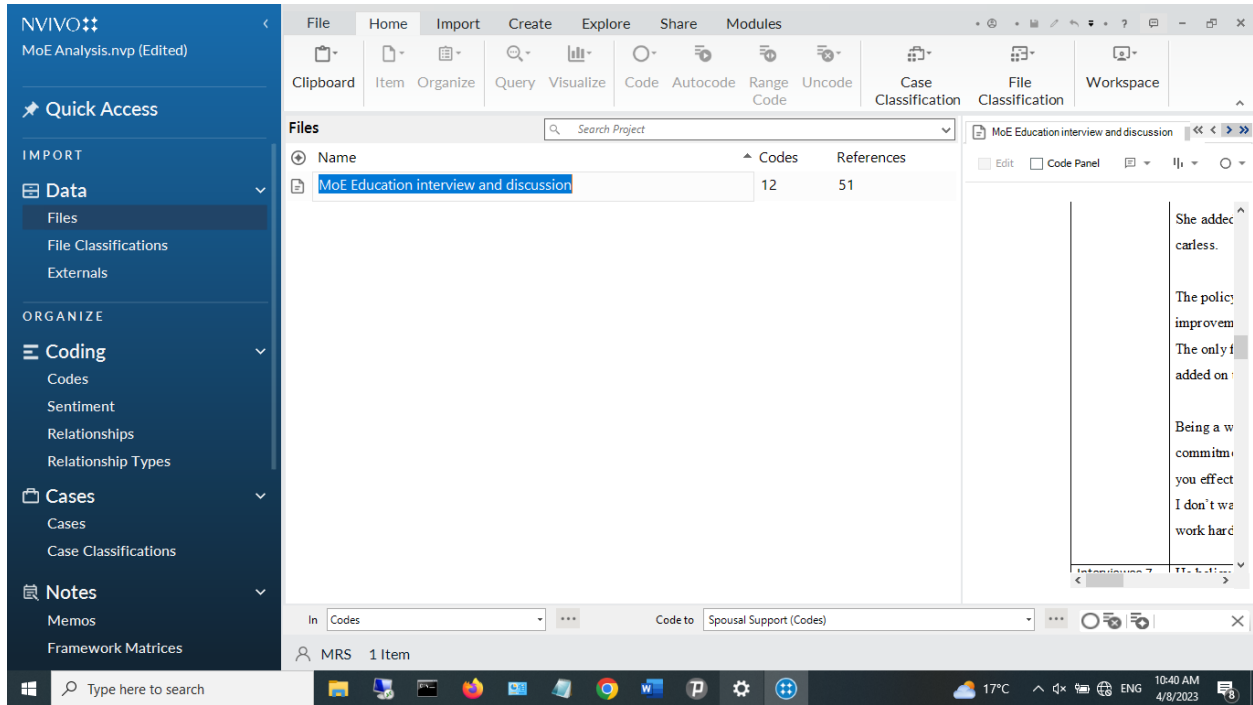 NVIVO
MoE Analysis.nvp (Edited)
Quick Access
IMPORT
Data
Files
File Classifications
Externals
ORGANIZE
Coding
Codes
Sentiment
Relationships
Relationship Types
Cases
Cases
Case Classifications
Notes
Memos
Framework Matrices
File Home Import Create Explore Share Modules
Clipboard Item Organize Query Visualize Code Autocode Range Code Uncode Case Classification File Classification Workspace
Files
Search Project
Name Codes References
MoE Education interview and discussion 12 51
MoE Education interview and discussion
Edit Code Panel
She added
carless.
The policy
improvem
The only f
added on
Being a w
commitm
you effect
I don't wa
work hard
In Codes Code to Spousal Support (Codes)
MRS 1 Item
Type here to search
17°C ENG 10:40 AM
4/8/2023
8